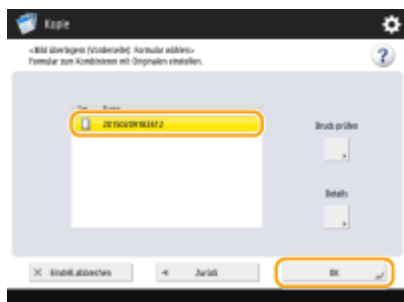 Kopie
<Bild überlagern (Vorderseite): Formular wählen>
Formular zum Kombinieren mit Originalen einstellen.
?
Typ Name
20150209182612
Druck prüfen
Details
Einstell. abbrechen
Zurück
OK